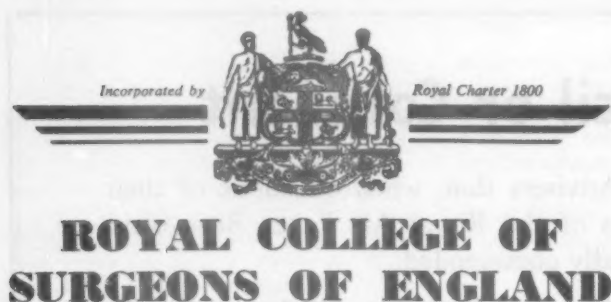 Incorporated by Royal Charter 1800
ROYAL COLLEGE OF
SURGEONS OF ENGLAND